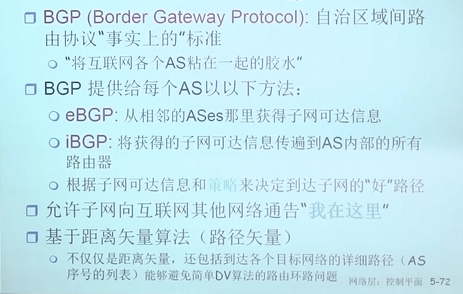 BGP (Border Gateway Protocol): 自治区域间路
由协议“事实上的”标准
“将互联网各个AS粘在一起的胶水”
BGP 提供给每个AS以以下方法：
eBGP: 从相邻的ASes那里获得子网可达信息
iBGP: 将获得的子网可达信息传遍到AS内部的所有
路由器
根据子网可达信息和策略来决定到达子网的“好”路径
允许子网向互联网其他网络通告“我在这里”
基于距离矢量算法（路径矢量）
不仅仅是距离矢量，还包括到达各个目标网络的详细路径（AS
序号的列表）能够避免简单DV算法的路由环路问题
网络层：控制平面 5-72